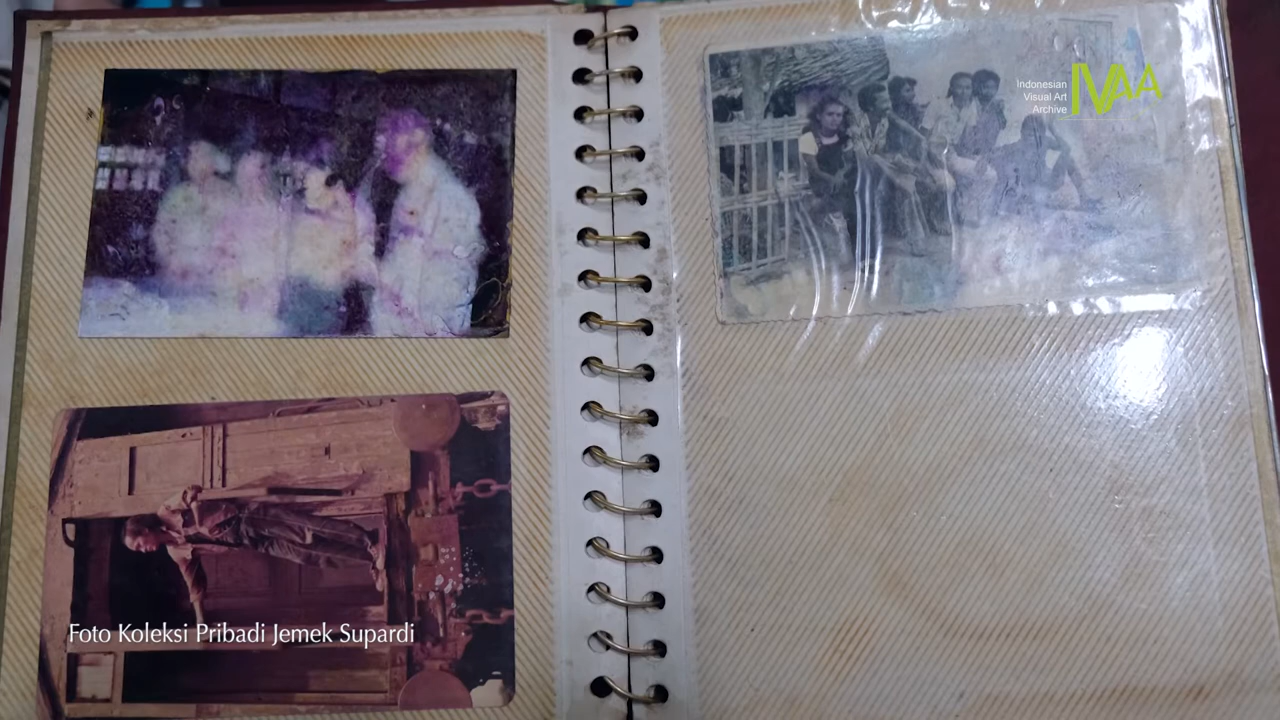 Indonesian
Visual Art
Archive
IVAA
Foto Koleksi Pribadi Jemek Supardi